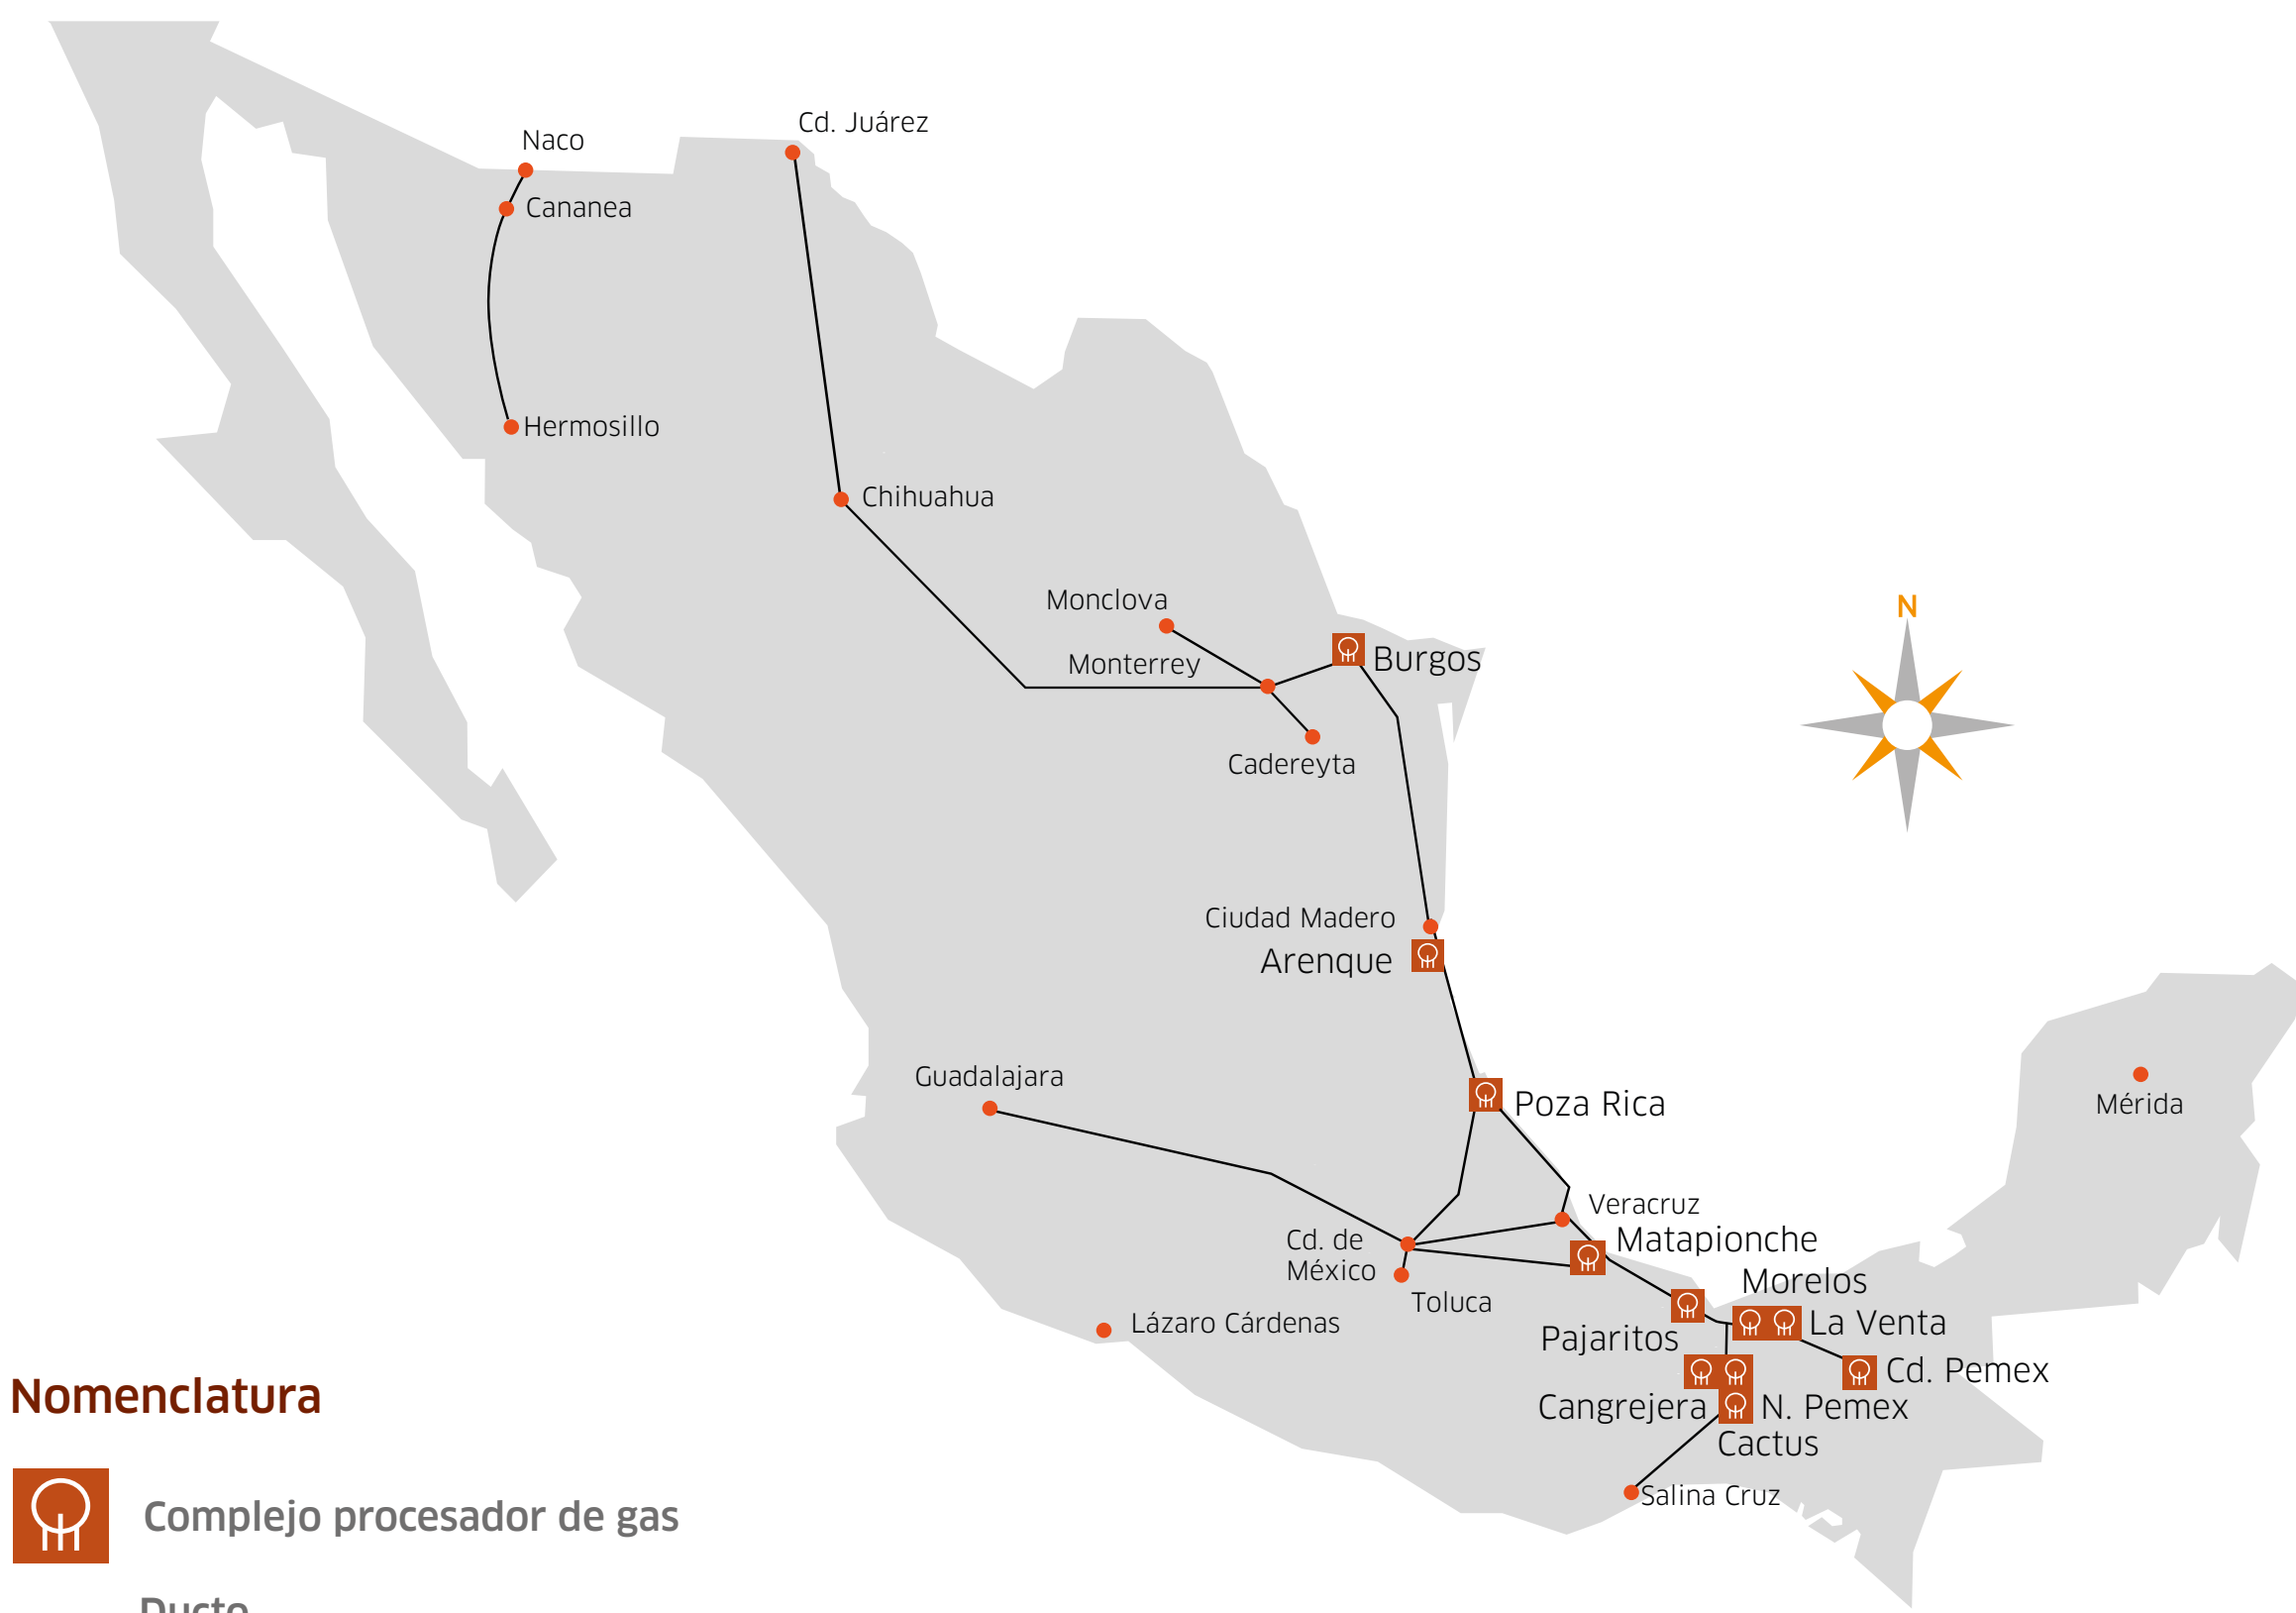 Cd. Juárez
Naco
Cananea
Hermosillo
Chihuahua
Monclova
N
Monterrey
Burgos
Cadereyta
Ciudad Madero
Arenque
Guadalajara
Poza Rica
Mérida
Veracruz
Cd. de
México
Matapionche
Toluca
Morelos
Lázaro Cárdenas
La Venta
Pajaritos
Cd. Pemex
Cangrejera
N. Pemex
Cactus
Salina Cruz
Nomenclatura
Complejo procesador de gas
Ducto